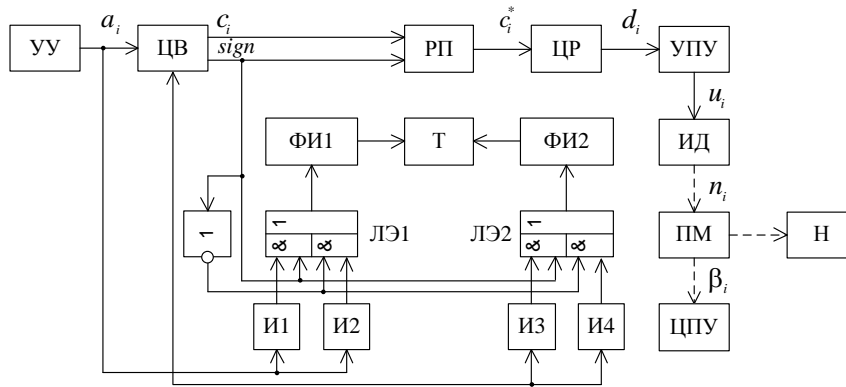 a_i
c_i
sign
c_i^*
d_i
УУ
ЦВ
РП
ЦР
УПУ
u_i
ФИ1
Т
ФИ2
ИД
n_i
1
1
ЛЭ1
ЛЭ2
1
ПМ
Н
& &
& &
β_i
И1
И2
И3
И4
ЦПУ